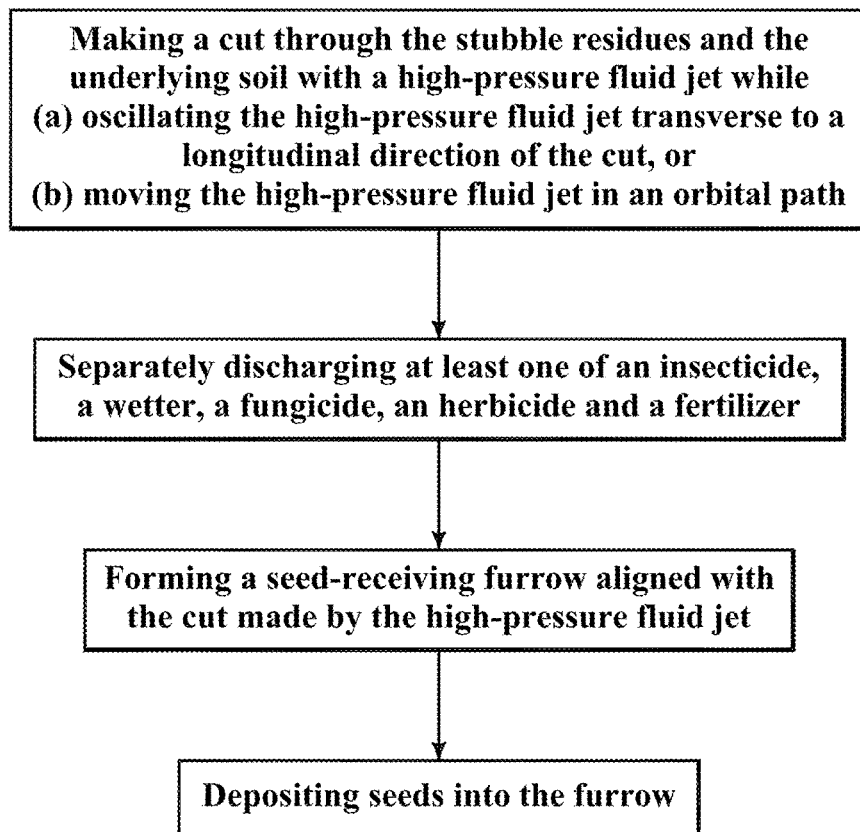 Making a cut through the stubble residues and the
underlying soil with a high-pressure fluid jet while
(a) oscillating the high-pressure fluid jet transverse to a
longitudinal direction of the cut, or
(b) moving the high-pressure fluid jet in an orbital path
Separately discharging at least one of an insecticide,
a wetter, a fungicide, an herbicide and a fertilizer
Forming a seed-receiving furrow aligned with
the cut made by the high-pressure fluid jet
Depositing seeds into the furrow